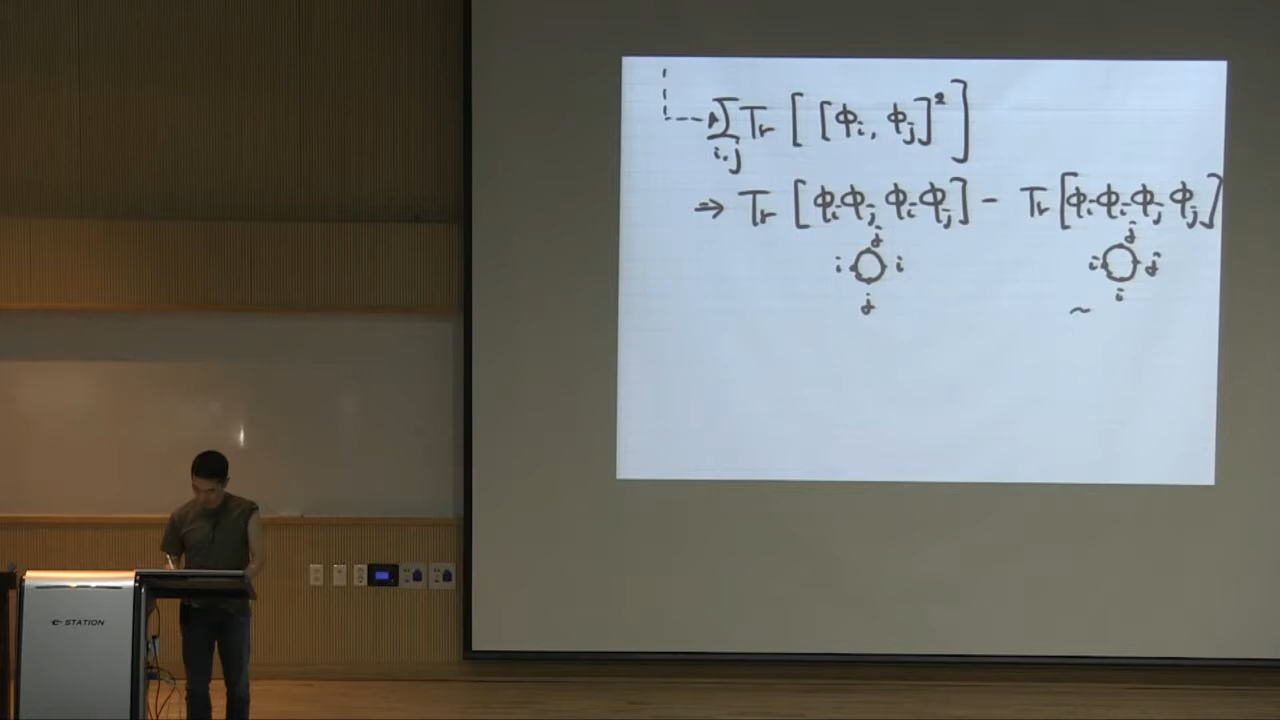 ∑ Tr [ [ϕi, ϕj]² ]
i,j
⇒ Tr [ϕiϕjϕiϕj] − Tr [ϕiϕiϕjϕj]
j j
i i i j
j i
~
e-STATION